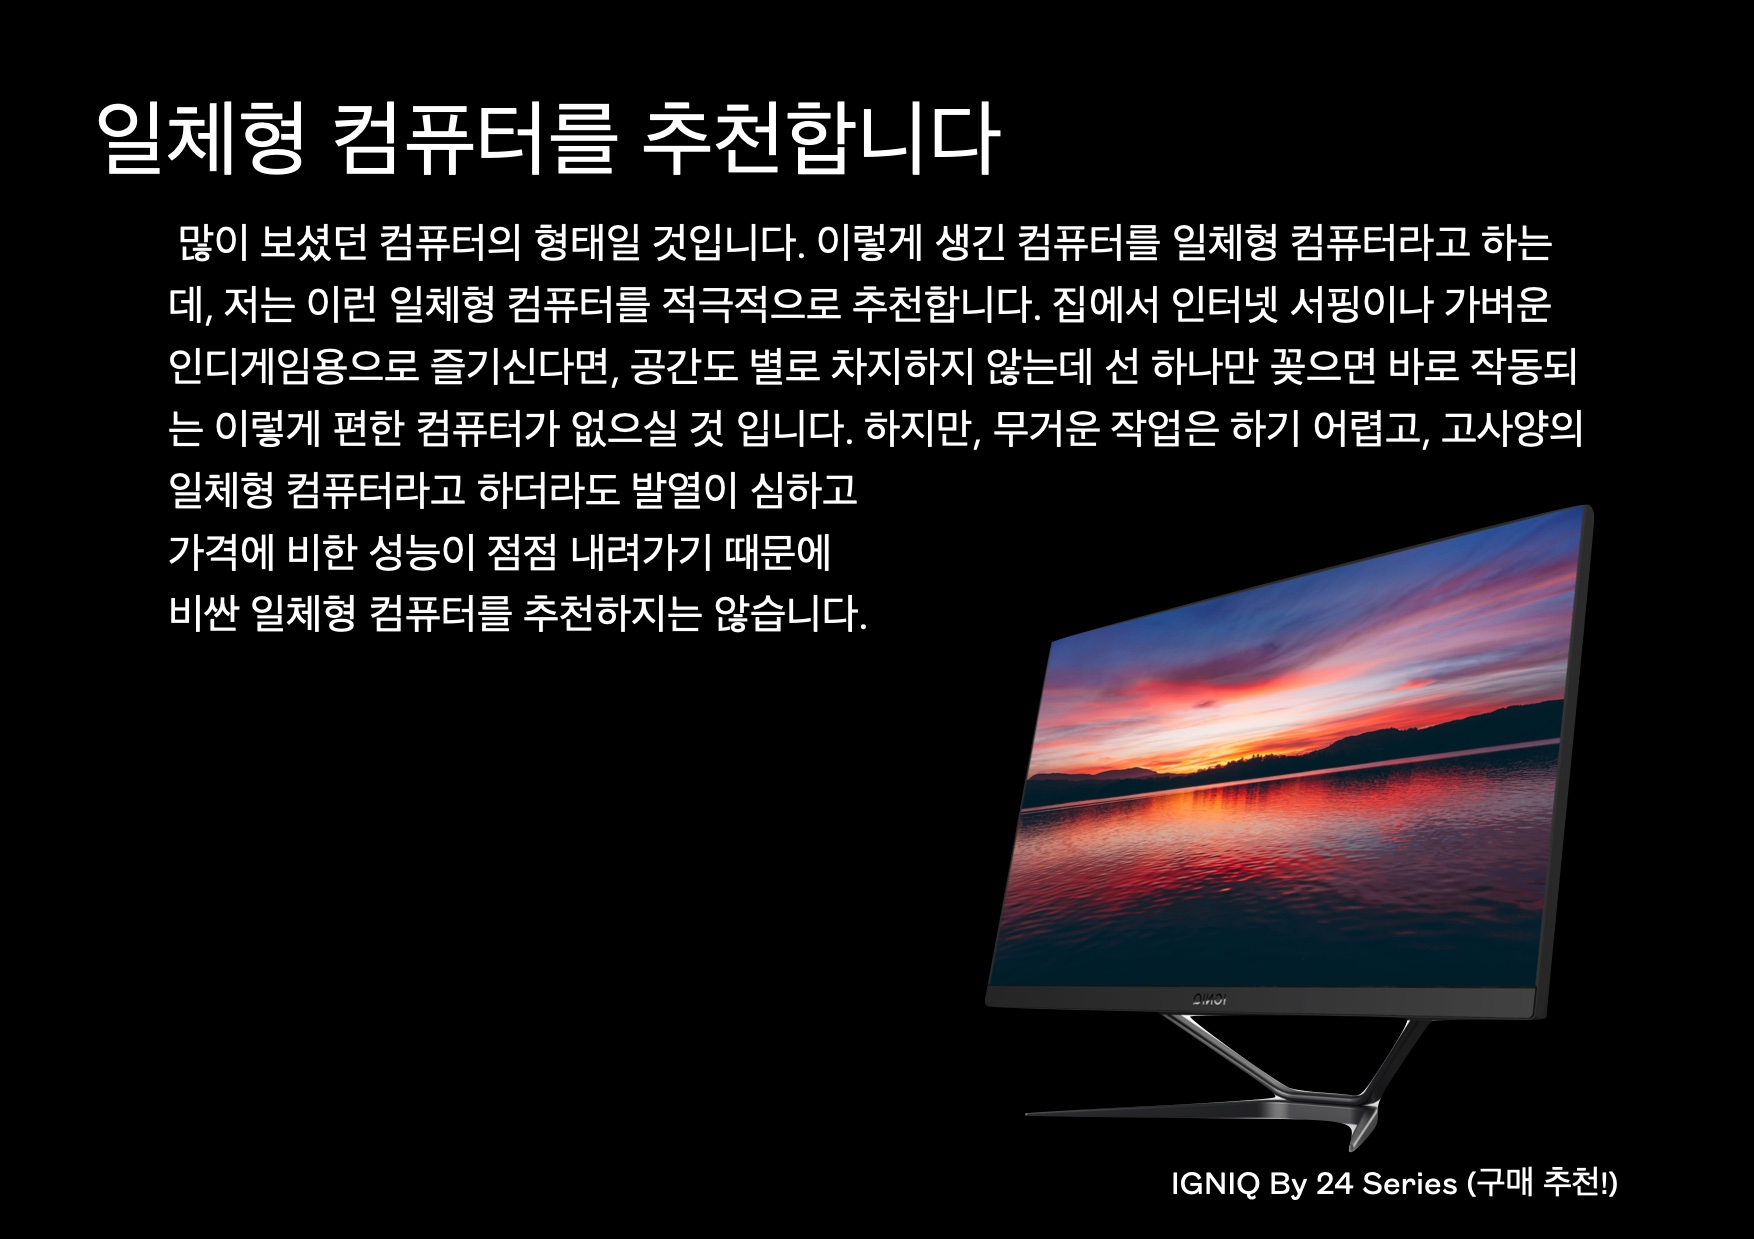 일체형 컴퓨터를 추천합니다
많이 보셨던 컴퓨터의 형태일 것입니다. 이렇게 생긴 컴퓨터를 일체형 컴퓨터라고 하는
데, 저는 이런 일체형 컴퓨터를 적극적으로 추천합니다. 집에서 인터넷 서핑이나 가벼운
인디게임용으로 즐기신다면, 공간도 별로 차지하지 않는데 선 하나만 꽂으면 바로 작동되
는 이렇게 편한 컴퓨터가 없으실 것 입니다. 하지만, 무거운 작업은 하기 어렵고, 고사양의
일체형 컴퓨터라고 하더라도 발열이 심하고
가격에 비한 성능이 점점 내려가기 때문에
비싼 일체형 컴퓨터를 추천하지는 않습니다.
IGNIQ By 24 Series (구매 추천!)